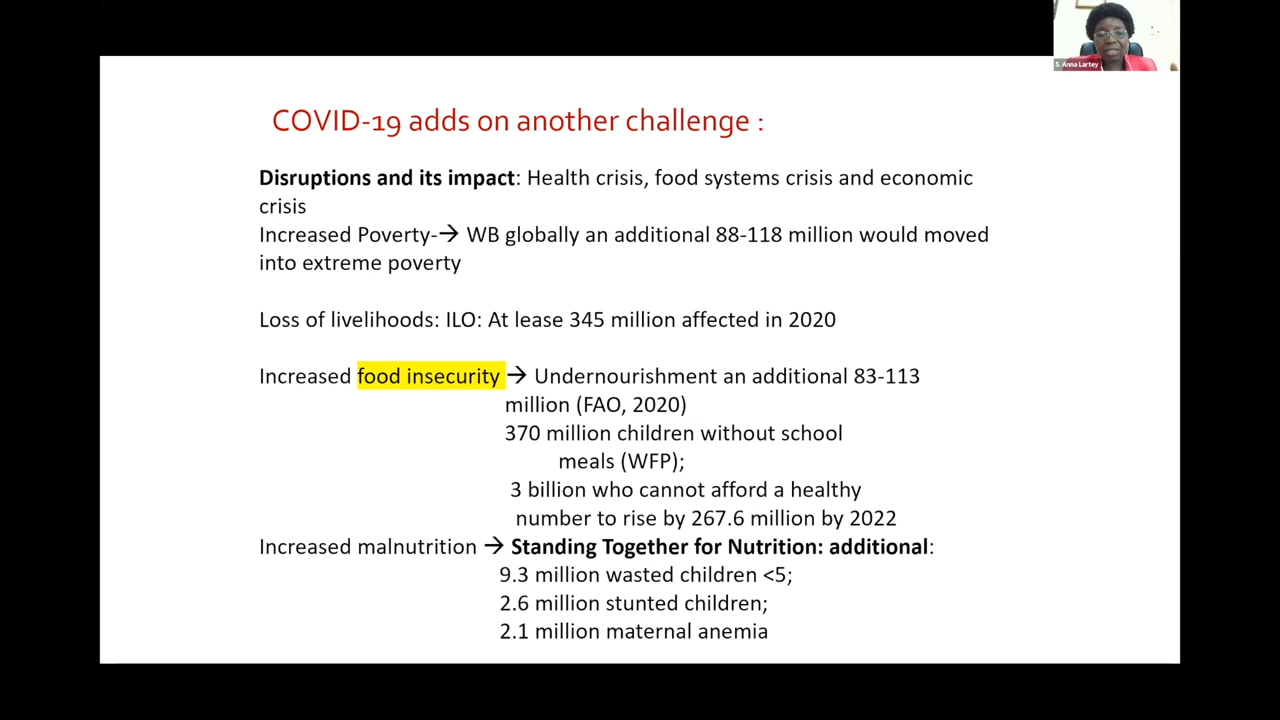 S. Anna Lartey
COVID-19 adds on another challenge :
Disruptions and its impact: Health crisis, food systems crisis and economic
crisis
Increased Poverty-→ WB globally an additional 88-118 million would moved
into extreme poverty
Loss of livelihoods: ILO: At lease 345 million affected in 2020
Increased food insecurity → Undernourishment an additional 83-113
million (FAO, 2020)
370 million children without school
meals (WFP);
3 billion who cannot afford a healthy
number to rise by 267.6 million by 2022
Increased malnutrition → Standing Together for Nutrition: additional:
9.3 million wasted children <5;
2.6 million stunted children;
2.1 million maternal anemia